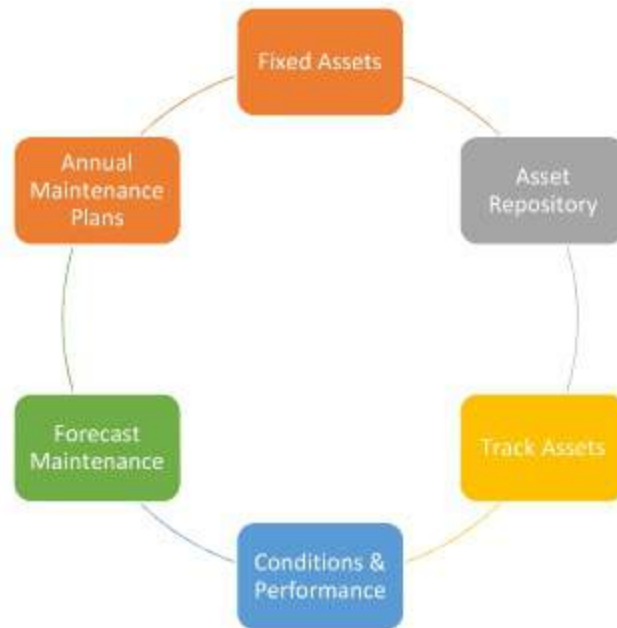 Fixed Assets
Asset
Repository
Track Assets
Conditions &
Performance
Forecast
Maintenance
Annual
Maintenance
Plans